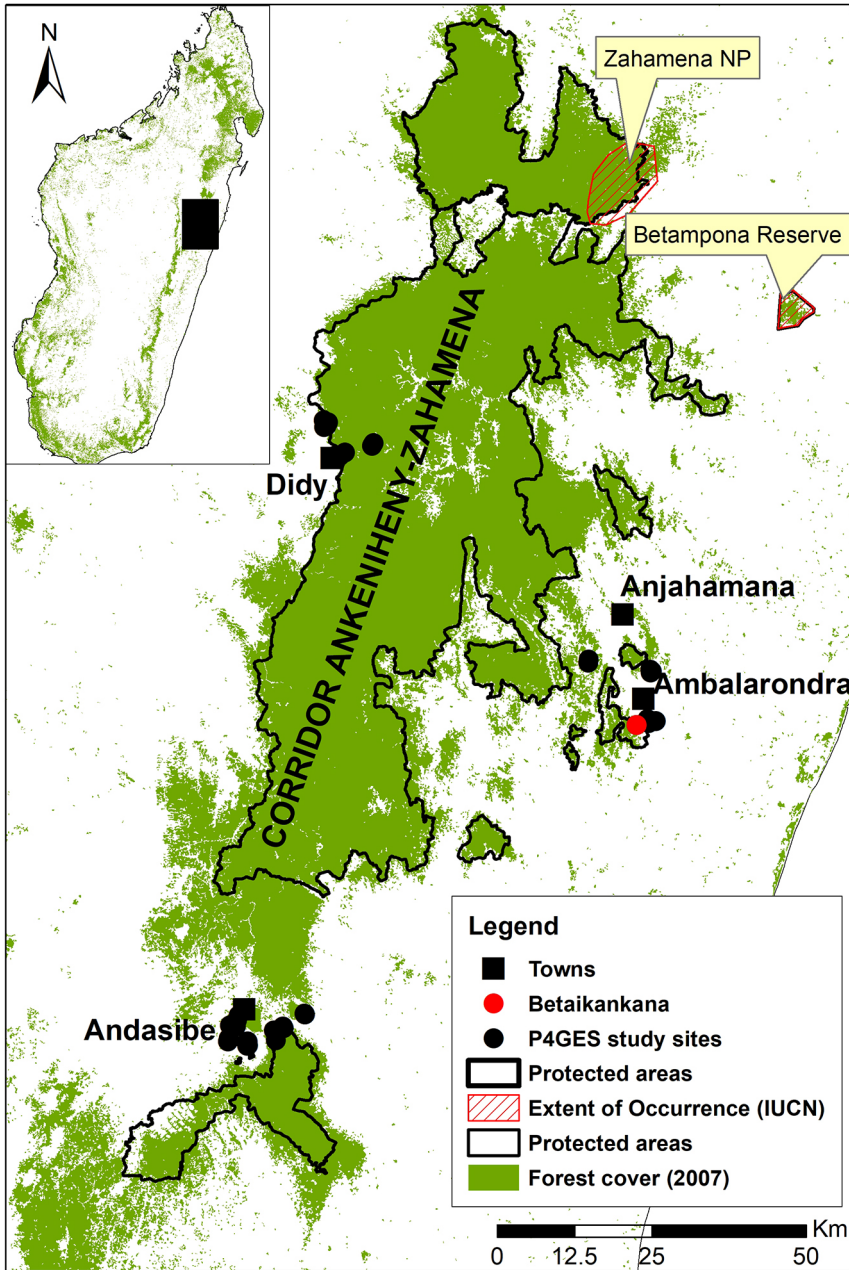 N
Zahamena NP
Betampona Reserve
CORRIDOR ANKENIHENY-ZAHAMENA
Didy
Anjahamana
Ambalarondra
Andasibe
Legend
Towns
Betaikankana
P4GES study sites
Protected areas
Extent of Occurrence (IUCN)
Protected areas
Forest cover (2007)
Km
0 12.5 25 50